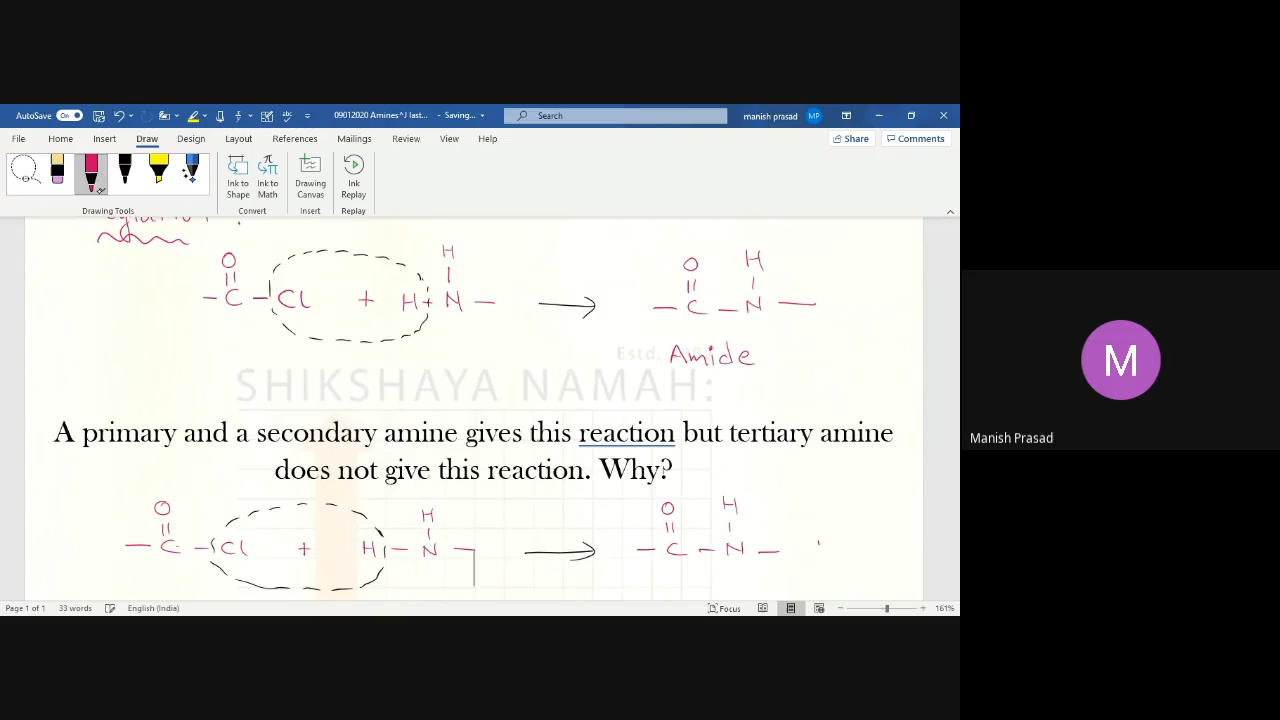 AutoSave On
09012020 Amines^J last... - Saving...
Search
manish prasad MP
File Home Insert Draw Design Layout References Mailings Review View Help
Share Comments
Ink to Shape
Ink to Math
Drawing Canvas
Ink Replay
Drawing Tools Convert Insert Replay
O H O H
– C – Cl + H + N – → – C – N –
Estd.
Amide
SHIKSHAYA NAMAH:
A primary and a secondary amine gives this reaction but tertiary amine
does not give this reaction. Why?
O H O H
– C – Cl + H – N – → – C – N –
Page 1 of 1 33 words English (India) Focus 161%
M
Manish Prasad